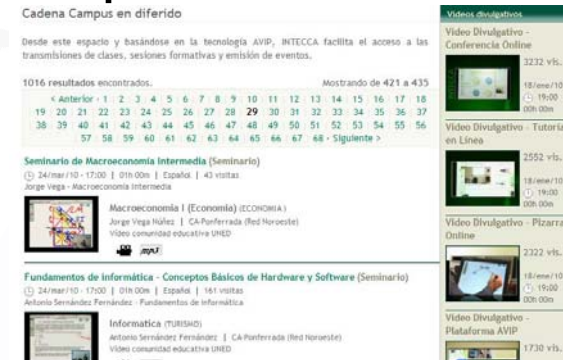 Cadena Campus en diferido
Desde este espacio y basándose en la tecnología AVIP, INTECCA facilita el acceso a las
transmisiones de clases, sesiones formativas y emisión de eventos.
1016 resultados encontrados. Mostrando de 421 a 435
< Anterior · 1 2 3 4 5 6 7 8 9 10 11 12 13 14 15 16 17 18
19 20 21 22 23 24 25 26 27 28 29 30 31 32 33 34 35 36 37
38 39 40 41 42 43 44 45 46 47 48 49 50 51 52 53 54 55 56
57 58 59 60 61 62 63 64 65 66 67 68 · Siguiente >
Seminario de Macroeconomía Intermedia (Seminario)
24/mar/10 - 17:00 | 01h 00m | Español | 43 visitas
Jorge Vega - Macroeconomía Intermedia
Macroeconomía I (Economía) (ECONOMIA)
Jorge Vega Núñez | CA-Ponferrada (Red Noroeste)
Video comunidad educativa UNED
mp3
Fundamentos de informática - Conceptos Básicos de Hardware y Software (Seminario)
24/mar/10 - 17:00 | 01h 00m | Español | 161 visitas
Antonio Sernández Fernández - Fundamentos de informática
Informatica (TURISMO)
Antonio Sernández Fernández | CA-Ponferrada (Red Noroeste)
Video comunidad educativa UNED
Videos divulgativos
Video Divulgativo -
Conferencia Online
3232 vis.
18/ene/10
19:00
00h 00m
Video Divulgativo - Tutoría
en Línea
2552 vis.
18/ene/10
19:00
00h 00m
Video Divulgativo - Pizarra
Online
2322 vis.
18/ene/10
19:00
00h 00m
Video Divulgativo -
Plataforma AVIP
1730 vis.